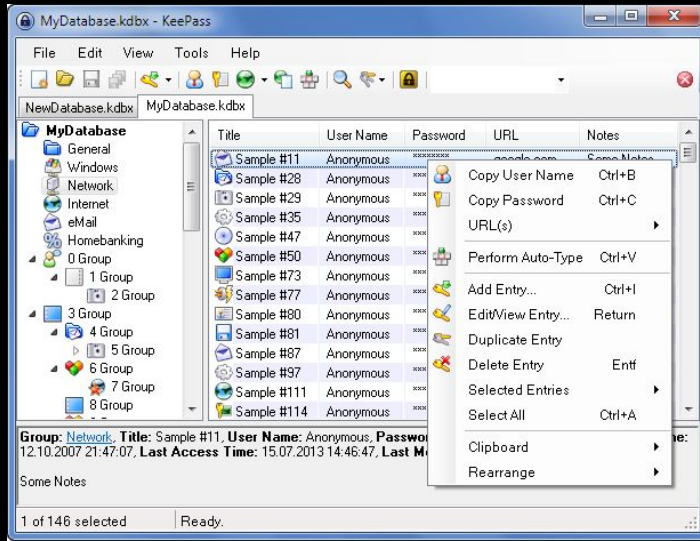 MyDatabase.kdbx - KeePass
File Edit View Tools Help
NewDatabase.kdbx MyDatabase.kdbx
MyDatabase
General
Windows
Network
Internet
eMail
Homebanking
0 Group
1 Group
2 Group
3 Group
4 Group
5 Group
6 Group
7 Group
8 Group
Title User Name Password URL Notes
Sample #11 Anonymous ******** google.com Some Notes
Sample #28 Anonymous ***
Sample #29 Anonymous ***
Sample #35 Anonymous ***
Sample #47 Anonymous ***
Sample #50 Anonymous ***
Sample #73 Anonymous ***
Sample #77 Anonymous ***
Sample #80 Anonymous ***
Sample #81 Anonymous ***
Sample #87 Anonymous ***
Sample #97 Anonymous ***
Sample #111 Anonymous ***
Sample #114 Anonymous ***
Copy User Name Ctrl+B
Copy Password Ctrl+C
URL(s)
Perform Auto-Type Ctrl+V
Add Entry... Ctrl+I
Edit/View Entry... Return
Duplicate Entry
Delete Entry Entf
Selected Entries
Select All Ctrl+A
Clipboard
Rearrange
Group: Network, Title: Sample #11, User Name: Anonymous, Passwor ne:
12.10.2007 21:47:07, Last Access Time: 15.07.2013 14:46:47, Last M
Some Notes
1 of 146 selected Ready.